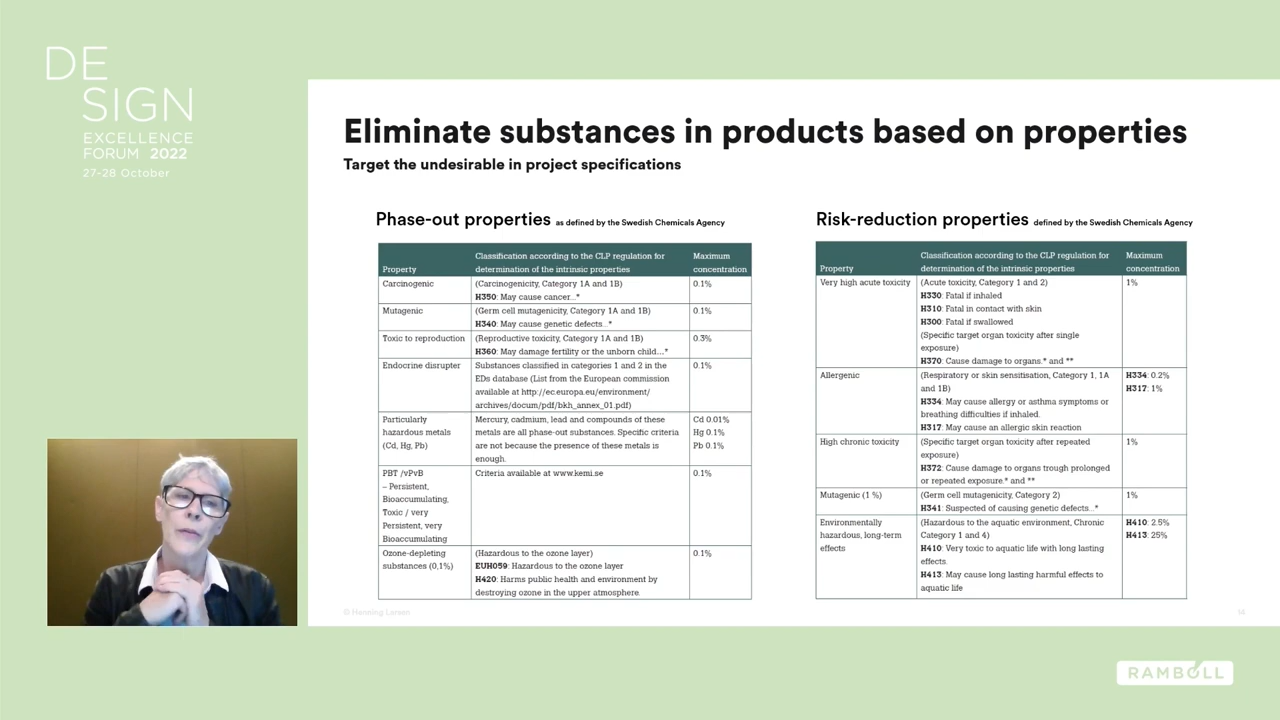 DE
SIGN
EXCELLENCE
FORUM 2022
27-28 October
Eliminate substances in products based on properties
Target the undesirable in project specifications
Phase-out properties as defined by the Swedish Chemicals Agency
Property
Classification according to the CLP regulation for
determination of the intrinsic properties
Maximum
concentration
Carcinogenic
(Carcinogenicity, Category 1A and 1B)
H350: May cause cancer...*
0.1%
Mutagenic
(Germ cell mutagenicity, Category 1A and 1B)
H340: May cause genetic defects...*
0.1%
Toxic to reproduction
(Reproductive toxicity, Category 1A and 1B)
H360: May damage fertility or the unborn child...*
0.3%
Endocrine disrupter
Substances classified in categories 1 and 2 in the
EDs database (List from the European commission
available at http://ec.europa.eu/environment/
archives/docum/pdf/bkh_annex_01.pdf)
0.1%
Particularly
hazardous metals
(Cd, Hg, Pb)
Mercury, cadmium, lead and compounds of these
metals are all phase-out substances. Specific criteria
are not because the presence of these metals is
enough.
Cd 0.01%
Hg 0.1%
Pb 0.1%
PBT /vPvB
– Persistent,
Bioaccumulating,
Toxic / very
Persistent, very
Bioaccumulating
Criteria available at www.kemi.se
0.1%
Ozone-depleting
substances (0,1%)
(Hazardous to the ozone layer)
EUH059: Hazardous to the ozone layer
H420: Harms public health and environment by
destroying ozone in the upper atmosphere.
0.1%
Risk-reduction properties defined by the Swedish Chemicals Agency
Property
Classification according to the CLP regulation for
determination of the intrinsic properties
Maximum
concentration
Very high acute toxicity
(Acute toxicity, Category 1 and 2)
H330: Fatal if inhaled
H310: Fatal in contact with skin
H300: Fatal if swallowed
(Specific target organ toxicity after single
exposure)
H370: Cause damage to organs.* and **
1%
Allergenic
(Respiratory or skin sensitisation, Category 1, 1A
and 1B)
H334: May cause allergy or asthma symptoms or
breathing difficulties if inhaled.
H317: May cause an allergic skin reaction
H334: 0.2%
H317: 1%
High chronic toxicity
(Specific target organ toxicity after repeated
exposure)
H372: Cause damage to organs trough prolonged
or repeated exposure.* and **
1%
Mutagenic (1 %)
(Germ cell mutagenicity, Category 2)
H341: Suspected of causing genetic defects...*
1%
Environmentally
hazardous, long-term
effects
(Hazardous to the aquatic environment, Chronic
Category 1 and 4)
H410: Very toxic to aquatic life with long lasting
effects.
H413: May cause long lasting harmful effects to
aquatic life
H410: 2.5%
H413: 25%
© Henning Larsen
14
RAMBOLL